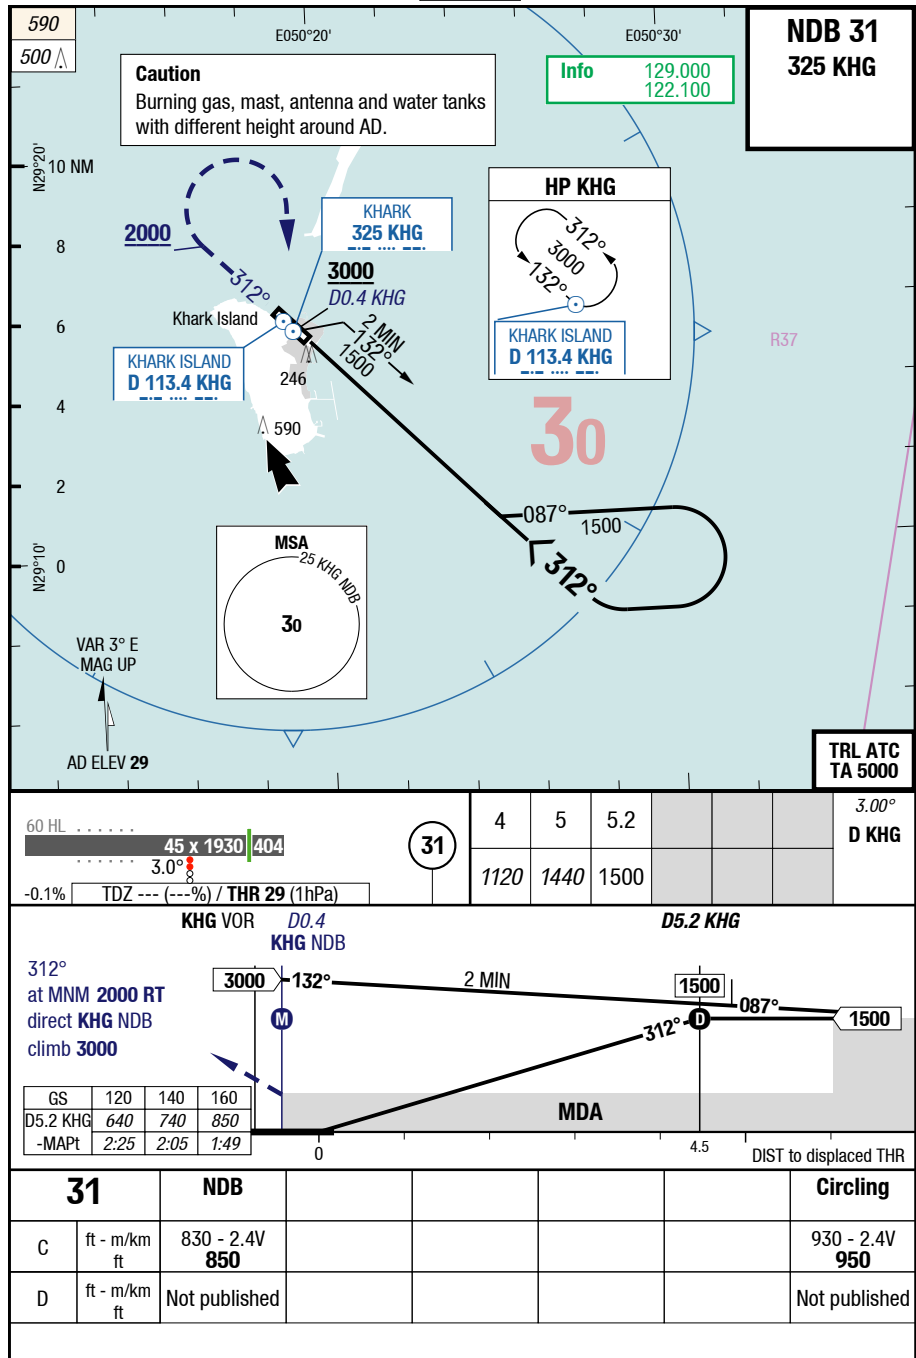 590
500
E050°20'
E050°30'
NDB 31
325 KHG
Caution
Burning gas, mast, antenna and water tanks
with different height around AD.
Info 129.000
122.100
N29°20'
10 NM
8
6
4
2
0
N29°10'
HP KHG
312°
3000
132°
KHARK ISLAND
D 113.4 KHG
KHARK
325 KHG
2000
312°
3000
D0.4 KHG
Khark Island
2 MIN
132°
1500
KHARK ISLAND
D 113.4 KHG
246
590
R37
30
087°
1500
312°
MSA
25 KHG NDB
30
VAR 3° E
MAG UP
AD ELEV 29
TRL ATC
TA 5000
60 HL
45 x 1930 404
3.0°
-0.1%
TDZ --- (---%) / THR 29 (1hPa)
31
4 5 5.2
1120 1440 1500
3.00°
D KHG
KHG VOR D0.4
KHG NDB
D5.2 KHG
312°
at MNM 2000 RT
direct KHG NDB
climb 3000
3000 132° 2 MIN
1500
087°
1500
M
312°
D
MDA
GS 120 140 160
D5.2 KHG 640 740 850
-MAPt 2:25 2:05 1:49
0
4.5
DIST to displaced THR
31 NDB Circling
C ft - m/km 830 - 2.4V 930 - 2.4V
ft 850 950
D ft - m/km Not published Not published
ft